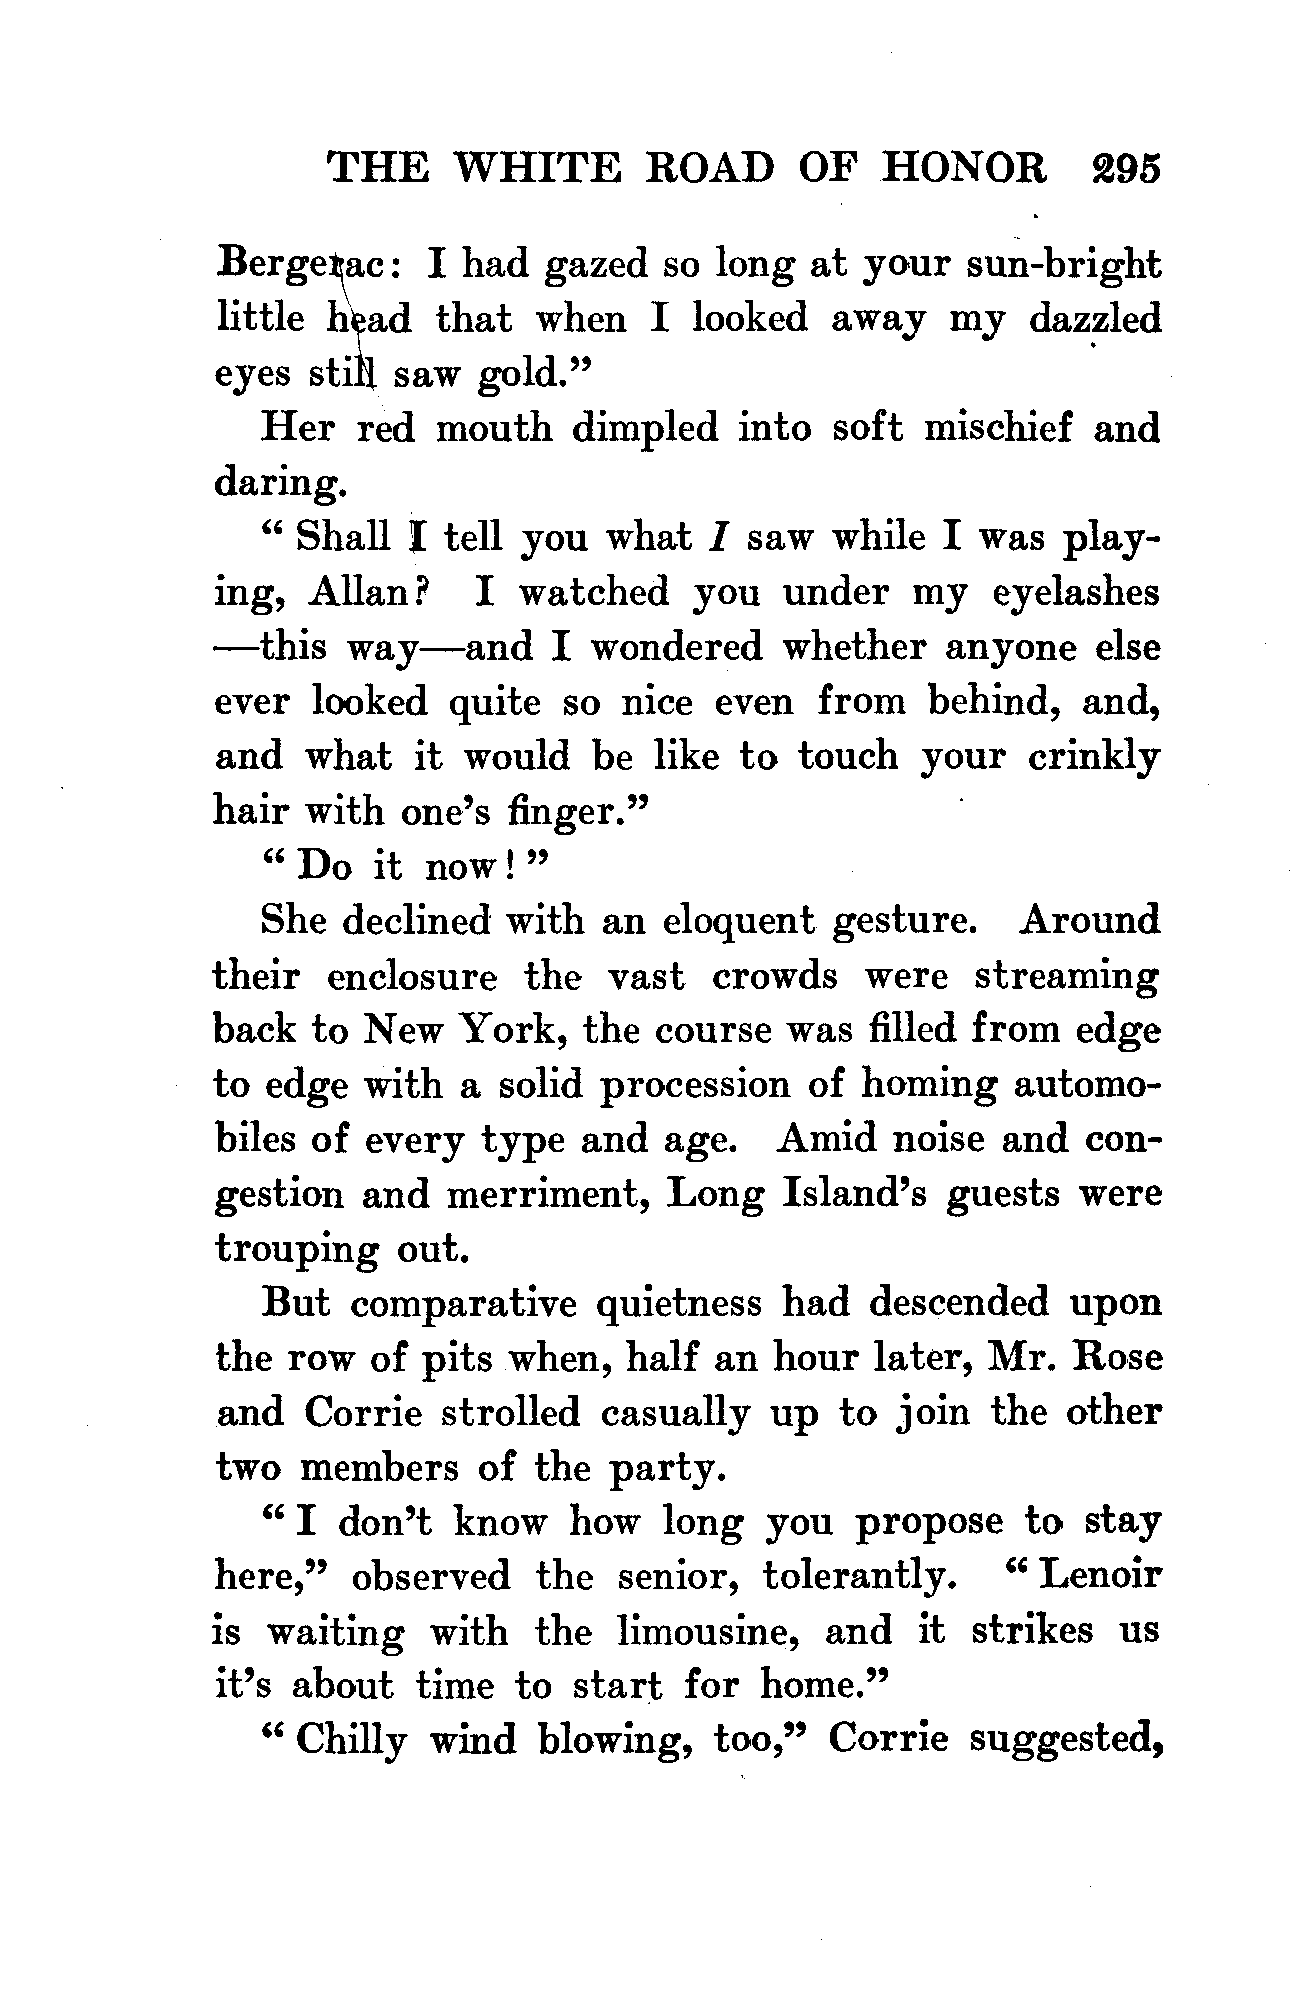 THE WHITE ROAD OF HONOR 295
Bergerac: I had gazed so long at your sun-bright
little head that when I looked away my dazzled
eyes still saw gold.”
Her red mouth dimpled into soft mischief and
daring.
“ Shall I tell you what I saw while I was play-
ing, Allan? I watched you under my eyelashes
—this way—and I wondered whether anyone else
ever looked quite so nice even from behind, and,
and what it would be like to touch your crinkly
hair with one’s finger.”
“ Do it now! ”
She declined with an eloquent gesture. Around
their enclosure the vast crowds were streaming
back to New York, the course was filled from edge
to edge with a solid procession of homing automo-
biles of every type and age. Amid noise and con-
gestion and merriment, Long Island’s guests were
trouping out.
But comparative quietness had descended upon
the row of pits when, half an hour later, Mr. Rose
and Corrie strolled casually up to join the other
two members of the party.
“ I don’t know how long you propose to stay
here,” observed the senior, tolerantly. “ Lenoir
is waiting with the limousine, and it strikes us
it’s about time to start for home.”
“ Chilly wind blowing, too,” Corrie suggested,